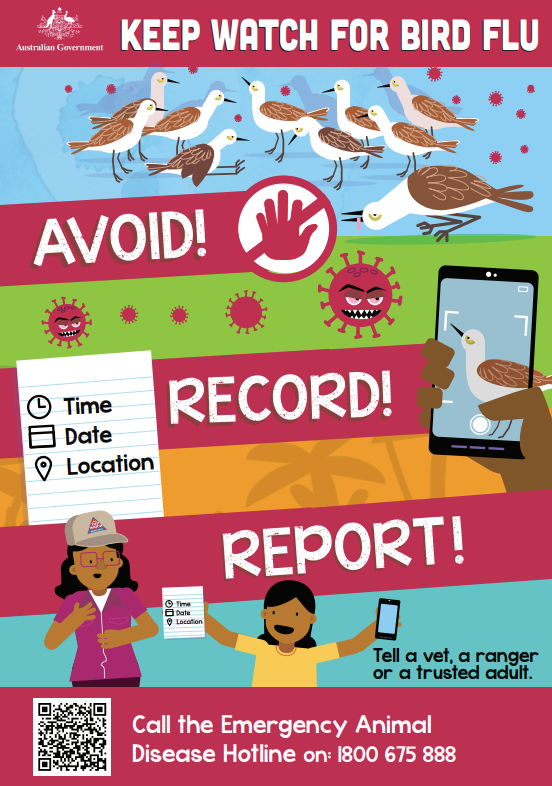 Australian Government
KEEP WATCH FOR BIRD FLU
AVOID!
Time
Date
Location
RECORD!
REPORT!
Time
Date
Location
Tell a vet, a ranger
or a trusted adult.
Call the Emergency Animal
Disease Hotline on: 1800 675 888